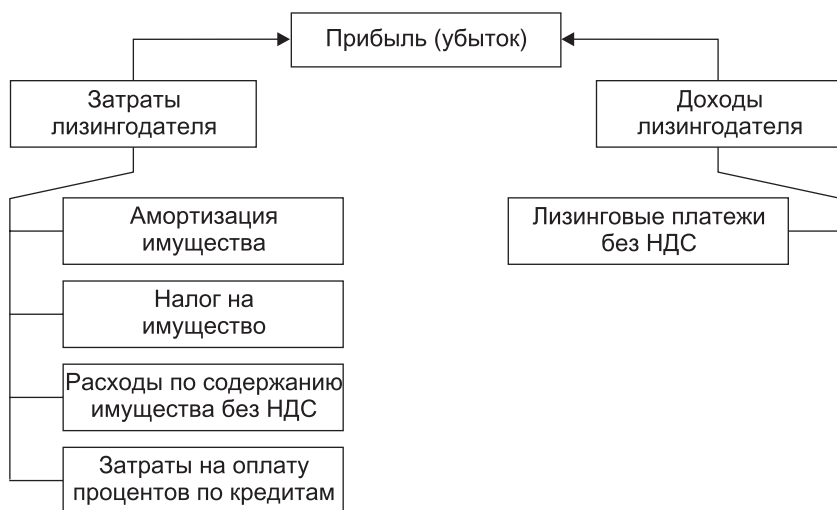 Прибыль (убыток)
Затраты
лизингодателя
Доходы
лизингодателя
Амортизация
имущества
Лизинговые платежи
без НДС
Налог на
имущество
Расходы по содержанию
имущества без НДС
Затраты на оплату
процентов по кредитам